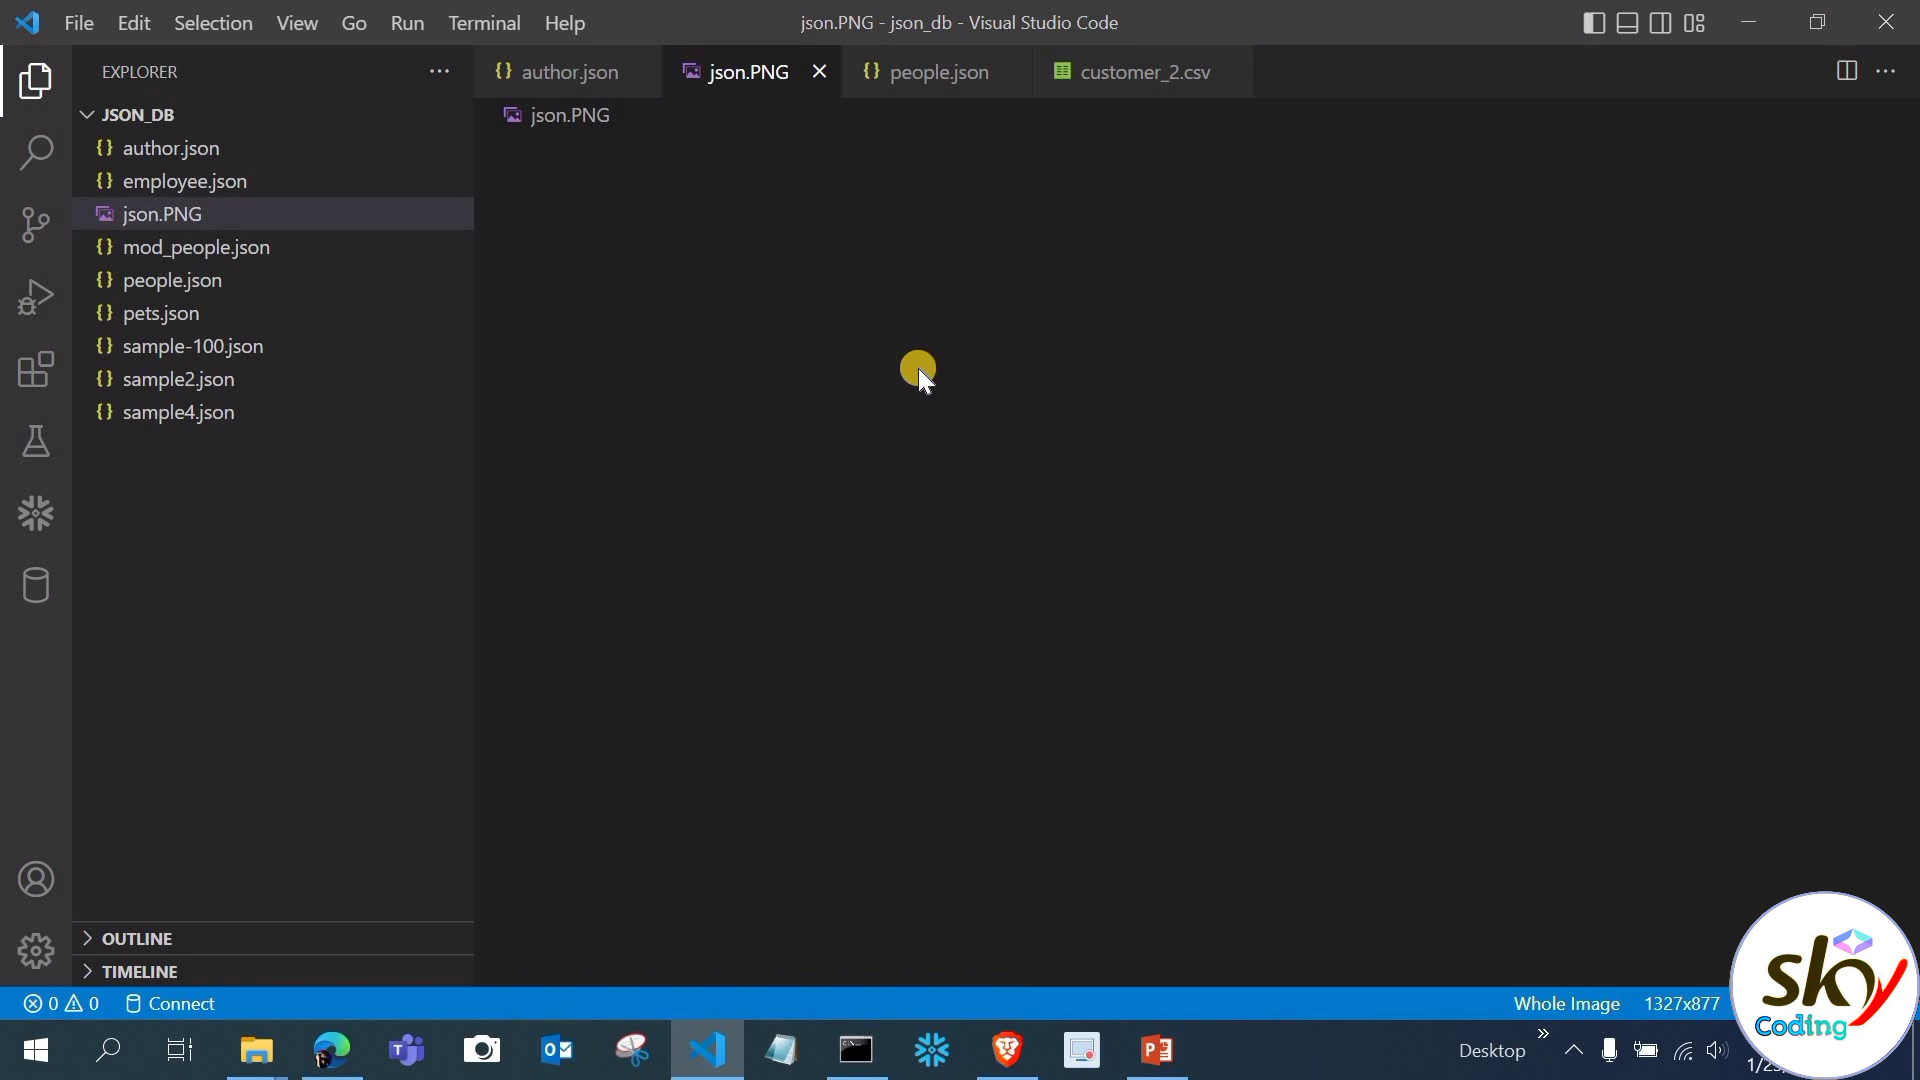 File Edit Selection View Go Run Terminal Help
json.PNG - json_db - Visual Studio Code
EXPLORER
author.json
json.PNG
people.json
customer_2.csv
JSON_DB
json.PNG
author.json
employee.json
json.PNG
mod_people.json
people.json
pets.json
sample-100.json
sample2.json
sample4.json
OUTLINE
TIMELINE
0 0 Connect
Whole Image 1327x877
Desktop
sky
Coding